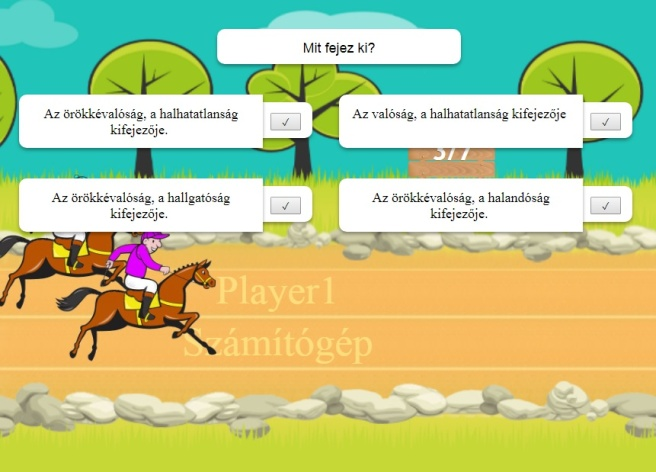 Mit fejez ki?
Az örökkévalóság, a halhatatlanság
kifejezője.
Az valóság, a halhatatlanság kifejezője
3/7
Az örökkévalóság, a hallgatóság
kifejezője.
Az örökkévalóság, a halandóság
kifejezője.
Player1
Számítógép